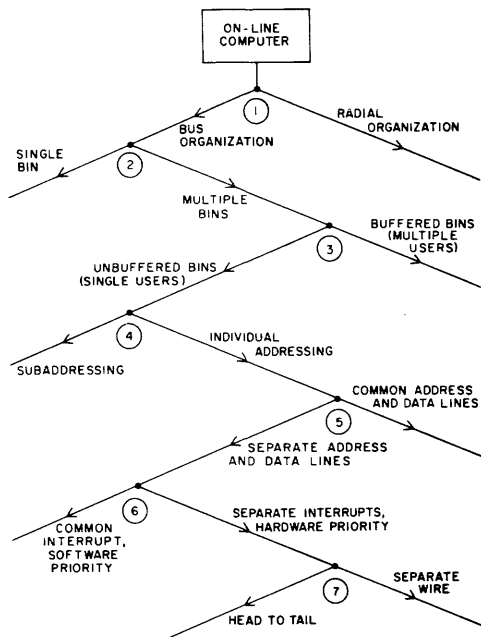 ON-LINE
COMPUTER
1
BUS
ORGANIZATION
RADIAL
ORGANIZATION
SINGLE
BIN
2
MULTIPLE
BINS
3
BUFFERED BINS
(MULTIPLE
USERS)
UNBUFFERED BINS
(SINGLE USERS)
4
SUBADDRESSING
INDIVIDUAL
ADDRESSING
5
COMMON ADDRESS
AND DATA LINES
SEPARATE ADDRESS
AND DATA LINES
6
COMMON
INTERRUPT,
SOFTWARE
PRIORITY
SEPARATE INTERRUPTS,
HARDWARE PRIORITY
7
SEPARATE
WIRE
HEAD TO TAIL